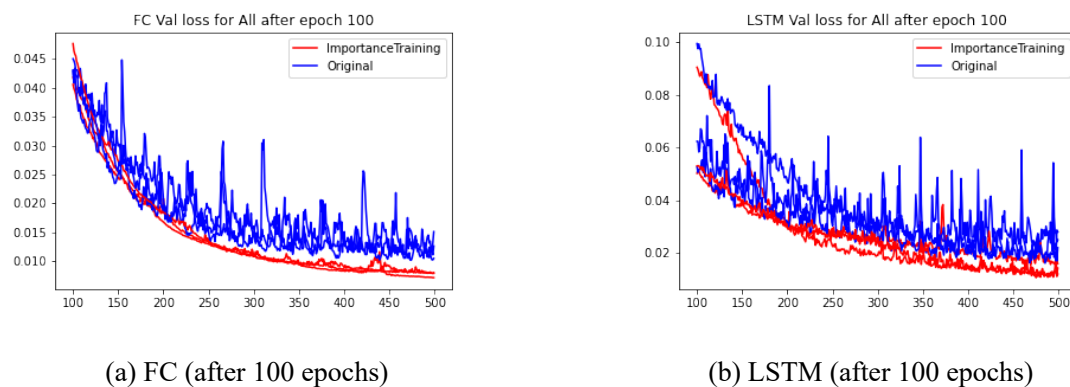 FC Val loss for All after epoch 100
ImportanceTraining
Original
0.045
0.040
0.035
0.030
0.025
0.020
0.015
0.010
100 150 200 250 300 350 400 450 500
(a) FC (after 100 epochs)
LSTM Val loss for All after epoch 100
ImportanceTraining
Original
0.10
0.08
0.06
0.04
0.02
100 150 200 250 300 350 400 450 500
(b) LSTM (after 100 epochs)